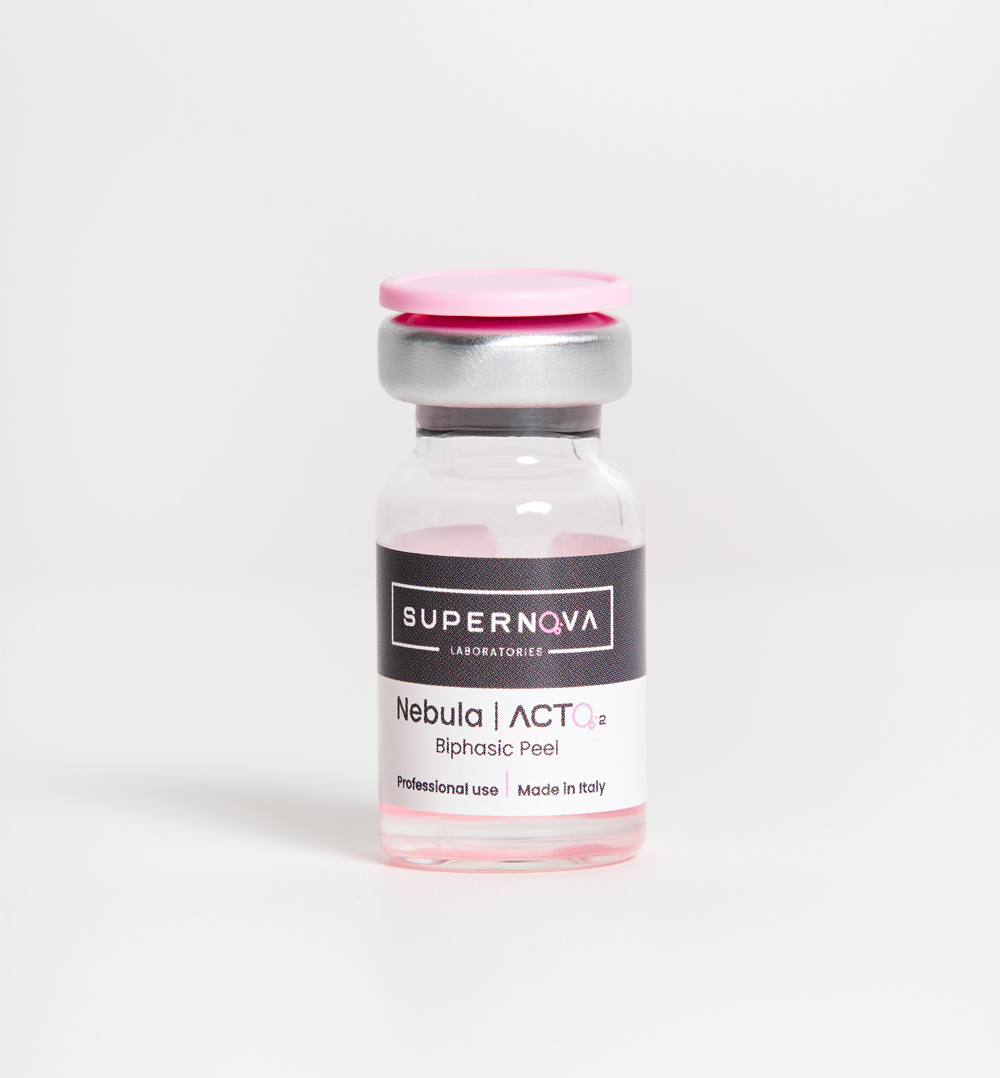 SUPERNOVA
LABORATORIES
Nebula | ACTO2
Biphasic Peel
Professional use | Made in Italy